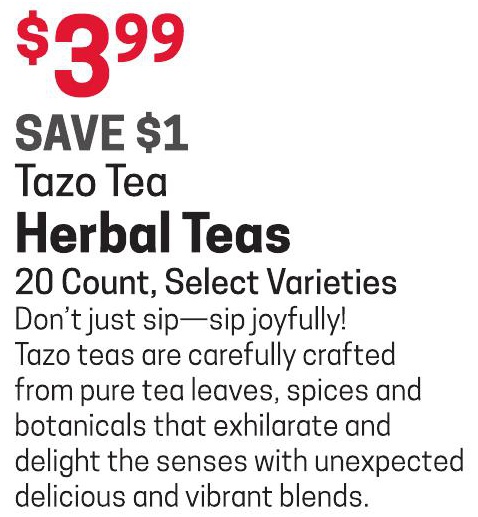 $3.99
SAVE $1
Tazo Tea
Herbal Teas
20 Count, Select Varieties
Don't just sip—sip joyfully!
Tazo teas are carefully crafted
from pure tea leaves, spices and
botanicals that exhilarate and
delight the senses with unexpected
delicious and vibrant blends.